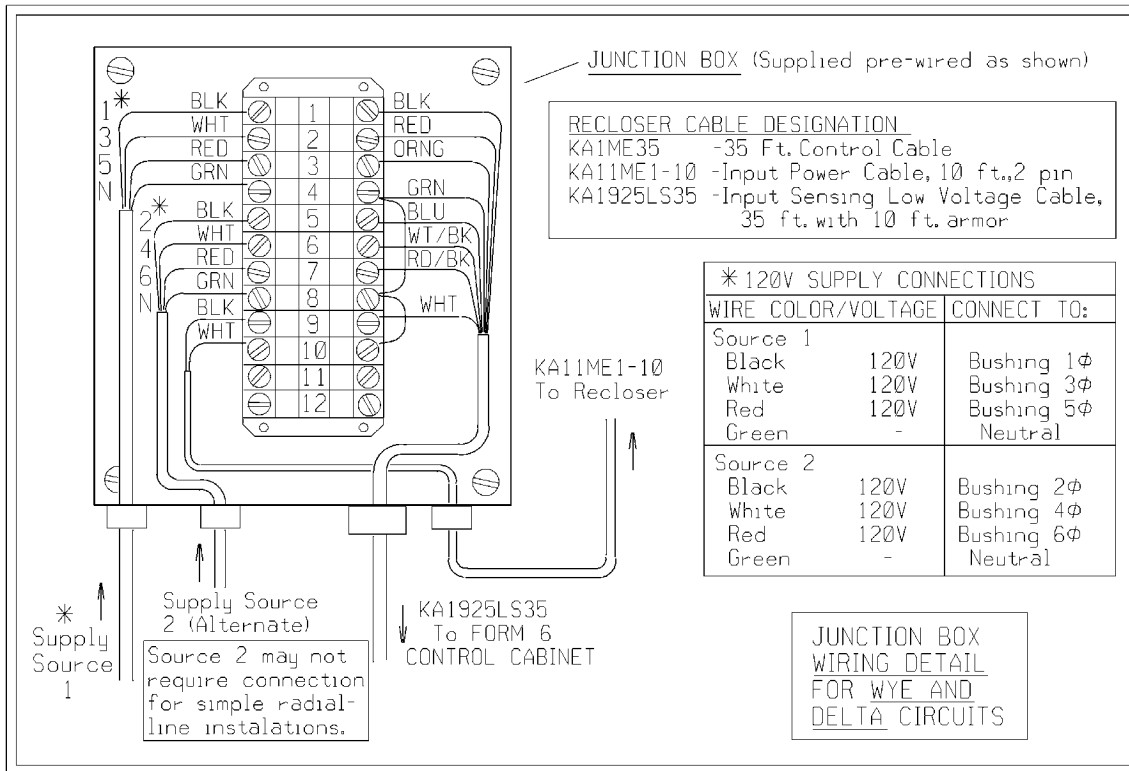 JUNCTION BOX (Supplied pre-wired as shown)
RECLOSER CABLE DESIGNATION
KA1ME35 -35 Ft. Control Cable
KA11ME1-10 -Input Power Cable, 10 ft.,2 pin
KA1925LS35 -Input Sensing Low Voltage Cable,
35 ft. with 10 ft. armor
* 120V SUPPLY CONNECTIONS
WIRE COLOR/VOLTAGE CONNECT TO:
Source 1
Black 120V Bushing 1Φ
White 120V Bushing 3Φ
Red 120V Bushing 5Φ
Green - Neutral
Source 2
Black 120V Bushing 2Φ
White 120V Bushing 4Φ
Red 120V Bushing 6Φ
Green - Neutral
*
1 BLK 1 BLK
3 WHT 2 RED
5 RED 3 ORNG
N GRN 4 GRN
*
2 BLK 5 BLU
4 WHT 6 WT/BK
6 RED 7 RD/BK
N GRN 8
BLK 9 WHT
WHT 10
11
12
KA11ME1-10
To Recloser
*
Supply
Source
1
Supply Source
2 (Alternate)
Source 2 may not
require connection
for simple radial-
line instalations.
KA1925LS35
To FORM 6
CONTROL CABINET
JUNCTION BOX
WIRING DETAIL
FOR WYE AND
DELTA CIRCUITS